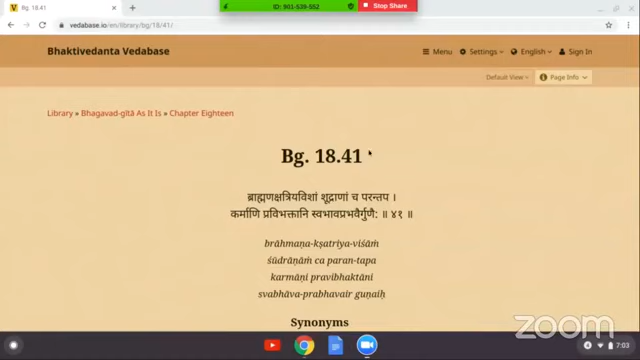 Bg. 18.41
ID: 901-539-552
Stop Share
vedabase.io/en/library/bg/18/41/
Bhaktivedanta Vedabase
Menu
Settings
English
Sign In
Default View
Page Info
Library » Bhagavad-gītā As It Is » Chapter Eighteen
Bg. 18.41
ब्राह्मणक्षत्रियविशां शूद्राणां च परन्तप ।
कर्माणि प्रविभक्तानि स्वभावप्रभवैर्गुणै: ॥ ४१ ॥
brāhmaṇa-kṣatriya-viśāṁ
śūdrāṇāṁ ca paran-tapa
karmāṇi pravibhaktāni
svabhāva-prabhavair guṇaiḥ
Synonyms
zoom
7:03